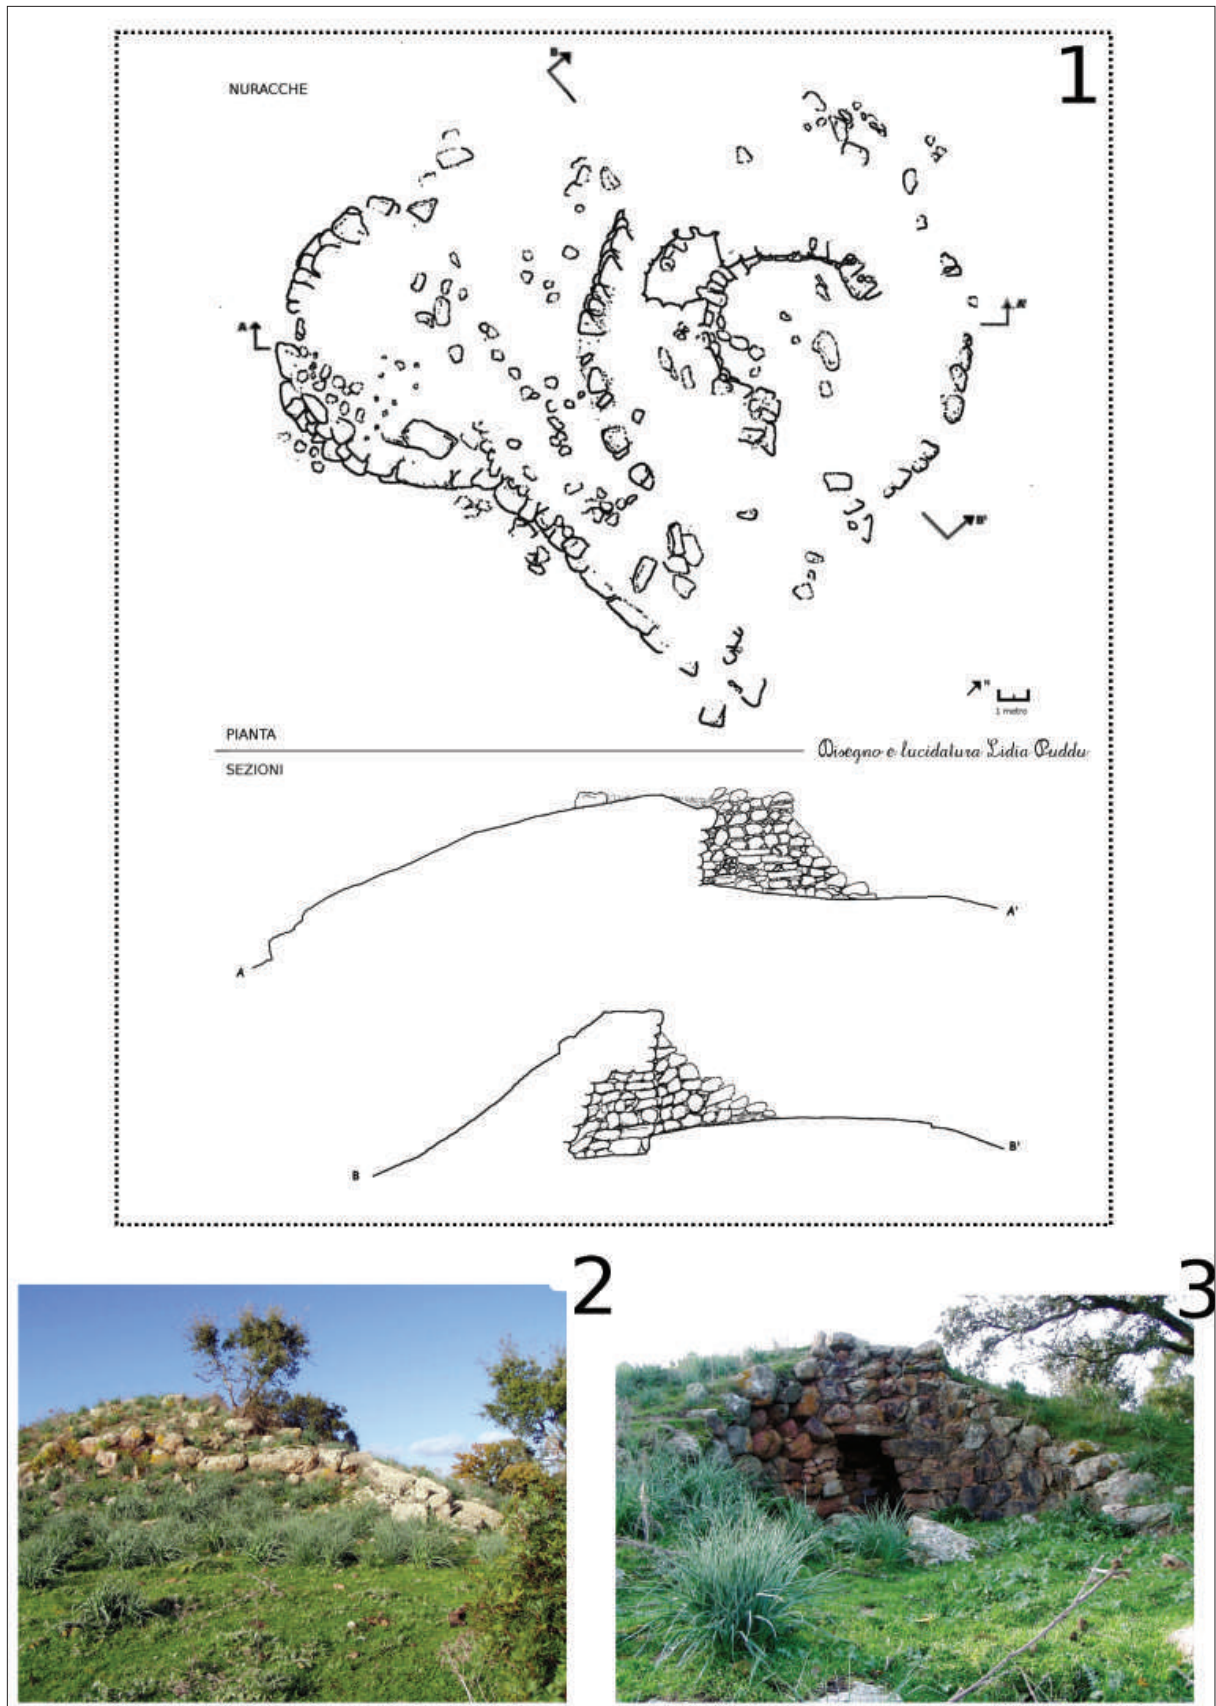 1
NURACCHE
B
A
A'
B'
N
1 metro
PIANTA
Disegno e lucidatura Lidia Puddu
SEZIONI
A
A'
B
B'
2
3